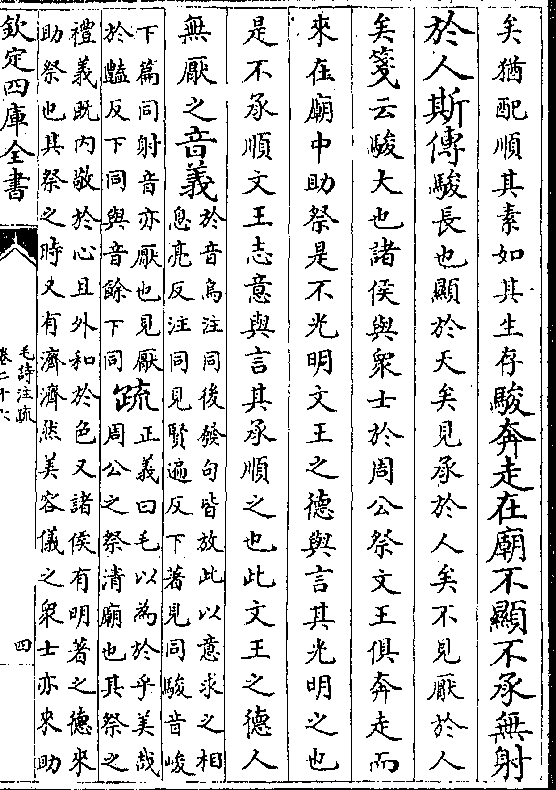 矣猶配順其素如其生存駿奔走在廟不顯不承無射
於人斯傳駿長也顯於天矣見承於人矣不見厭於人
矣箋云駿大也諸侯與衆士於周公祭文王俱奔走而
來在廟中助祭是不光明文王之德與言其光明之也
是不承順文王志意與言其承順之也此文王之德人
無厭之音義
於音烏注同後發句皆放此以意求之相
息亮反注同見賢遍反下著見同駿音峻
下篇同射音亦厭也見厭
於豔反下同與音餘下同
疏
正義曰毛以為於乎美哉
周公之祭清廟也其祭之
禮義既內敬於心且外和於色又諸侯有明著之德來
助祭也其祭之時又有濟濟然美容儀之衆士亦來助
欽定四庫全書
毛詩注疏
卷二十六
四